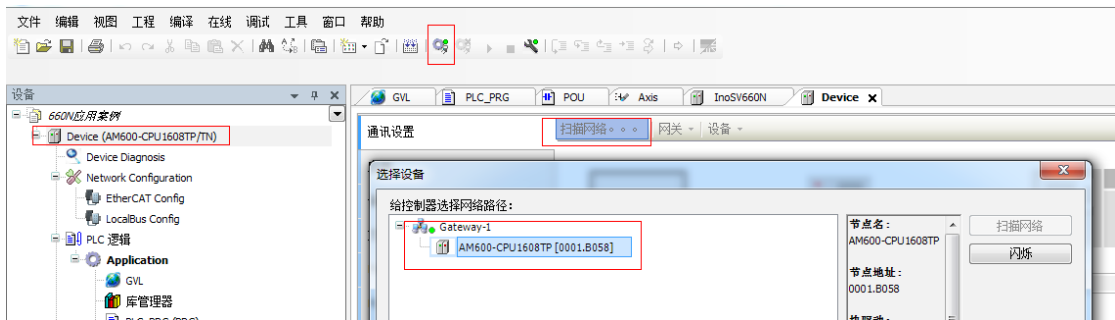 文件 编辑 视图 工程 编译 在线 调试 工具 窗口 帮助
设备
GVL PLC_PRG POU Axis InoSV660N Device
660N应用案例
Device (AM600-CPU1608TP/TN)
通讯设置
扫描网络。。。 网关 设备
Device Diagnosis
Network Configuration
EtherCAT Config
LocalBus Config
PLC 逻辑
Application
GVL
库管理器
PLC_PRG (PRG)
选择设备
给控制器选择网络路径:
Gateway-1
AM600-CPU1608TP [0001.B058]
节点名:
AM600-CPU1608TP
节点地址:
0001.B058
扫描网络
闪烁